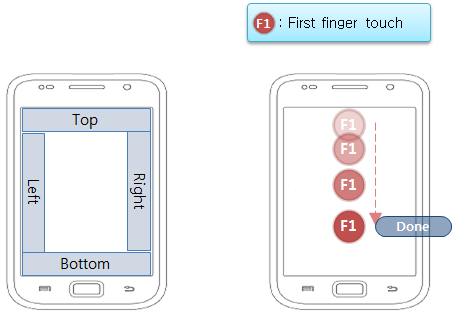 F1 : First finger touch
Top
Left
Right
Bottom
F1
F1
F1
F1
Done